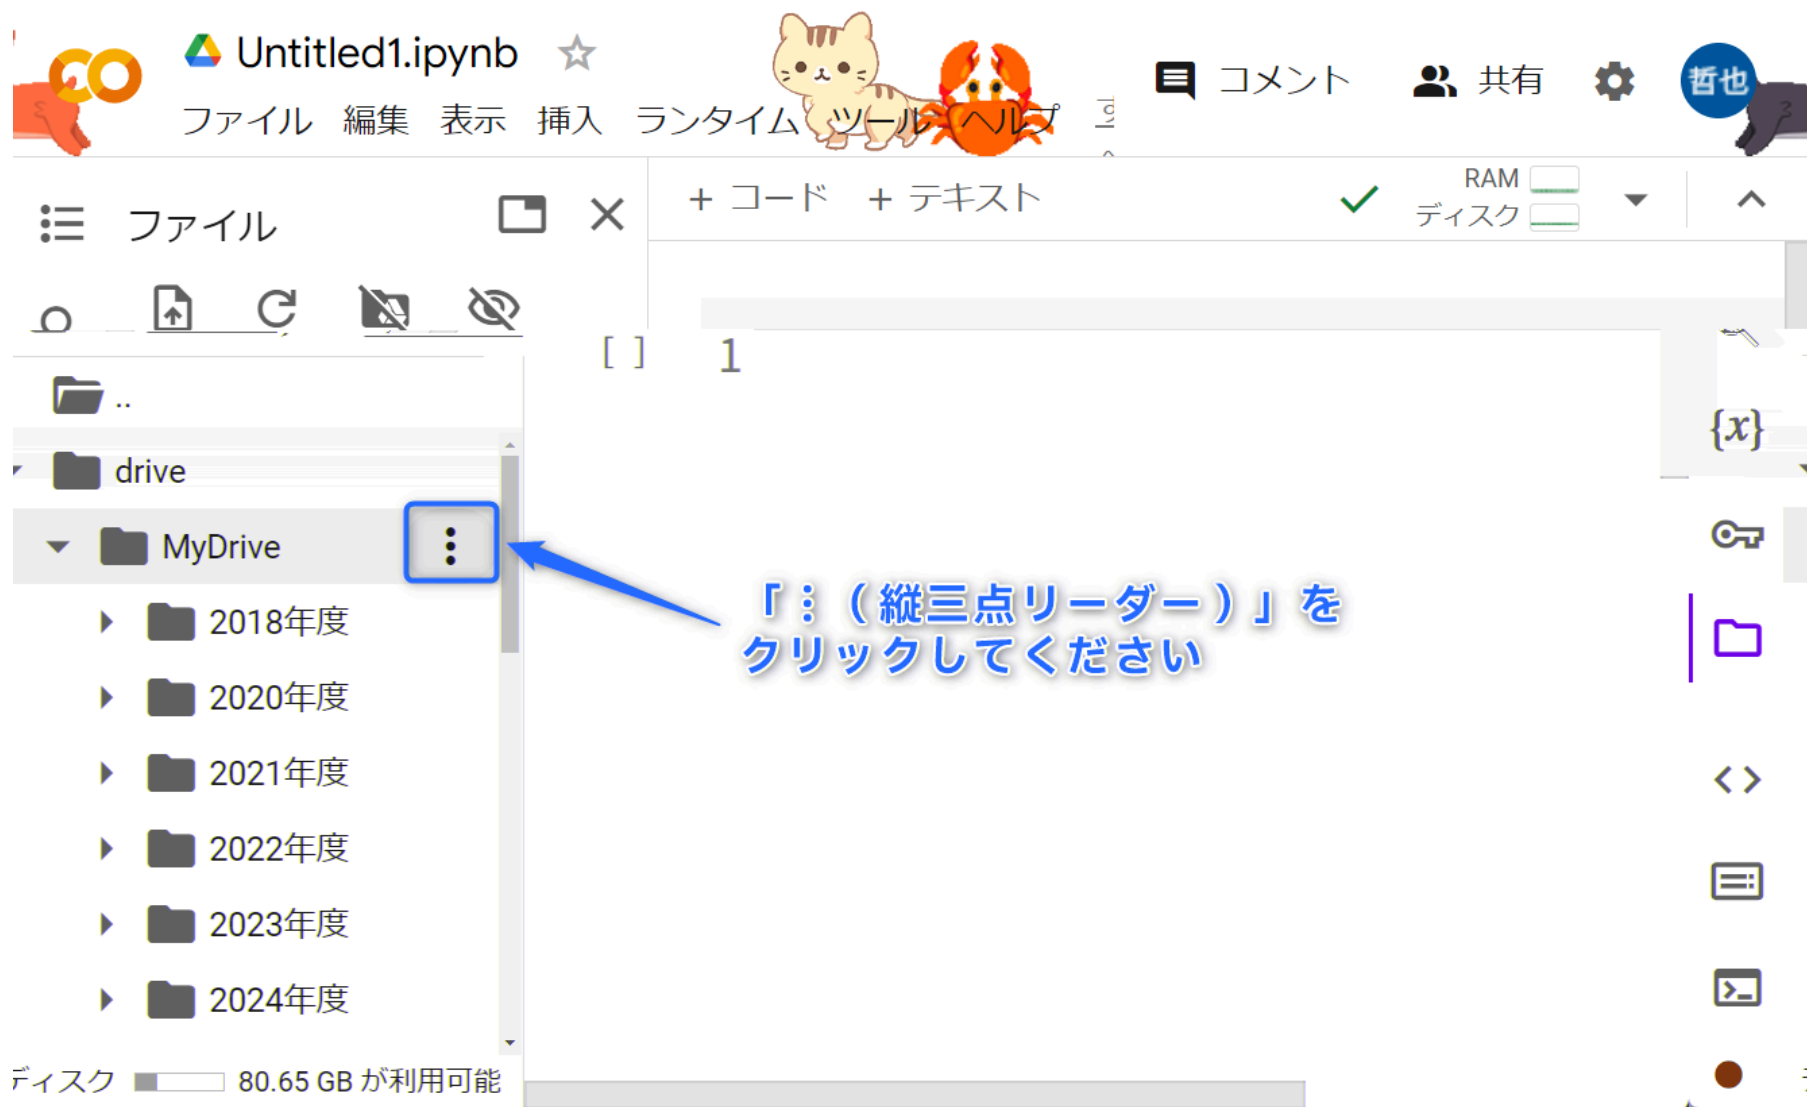 Untitled1.ipynb
ファイル 編集 表示 挿入 ランタイム ツール ヘルプ
コメント 共有 哲也
ファイル
+ コード + テキスト
RAM
ディスク
[ ] 1
..
drive
{x}
MyDrive
「⋮（縦三点リーダー）」を
クリックしてください
2018年度
2020年度
2021年度
2022年度
2023年度
2024年度
ディスク 80.65 GB が利用可能